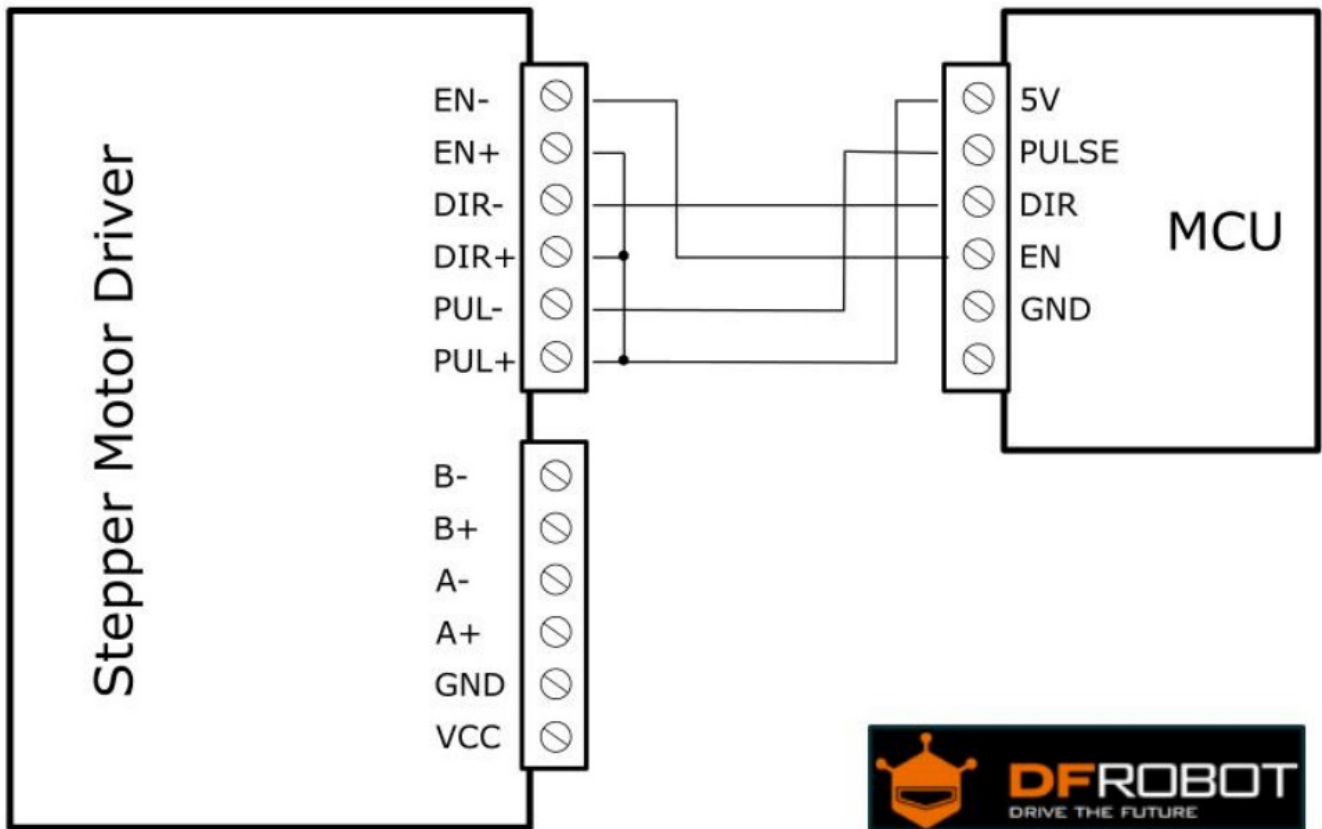 Stepper Motor Driver
EN-
EN+
DIR-
DIR+
PUL-
PUL+
B-
B+
A-
A+
GND
VCC
5V
PULSE
DIR
EN
GND
MCU
DFROBOT
DRIVE THE FUTURE